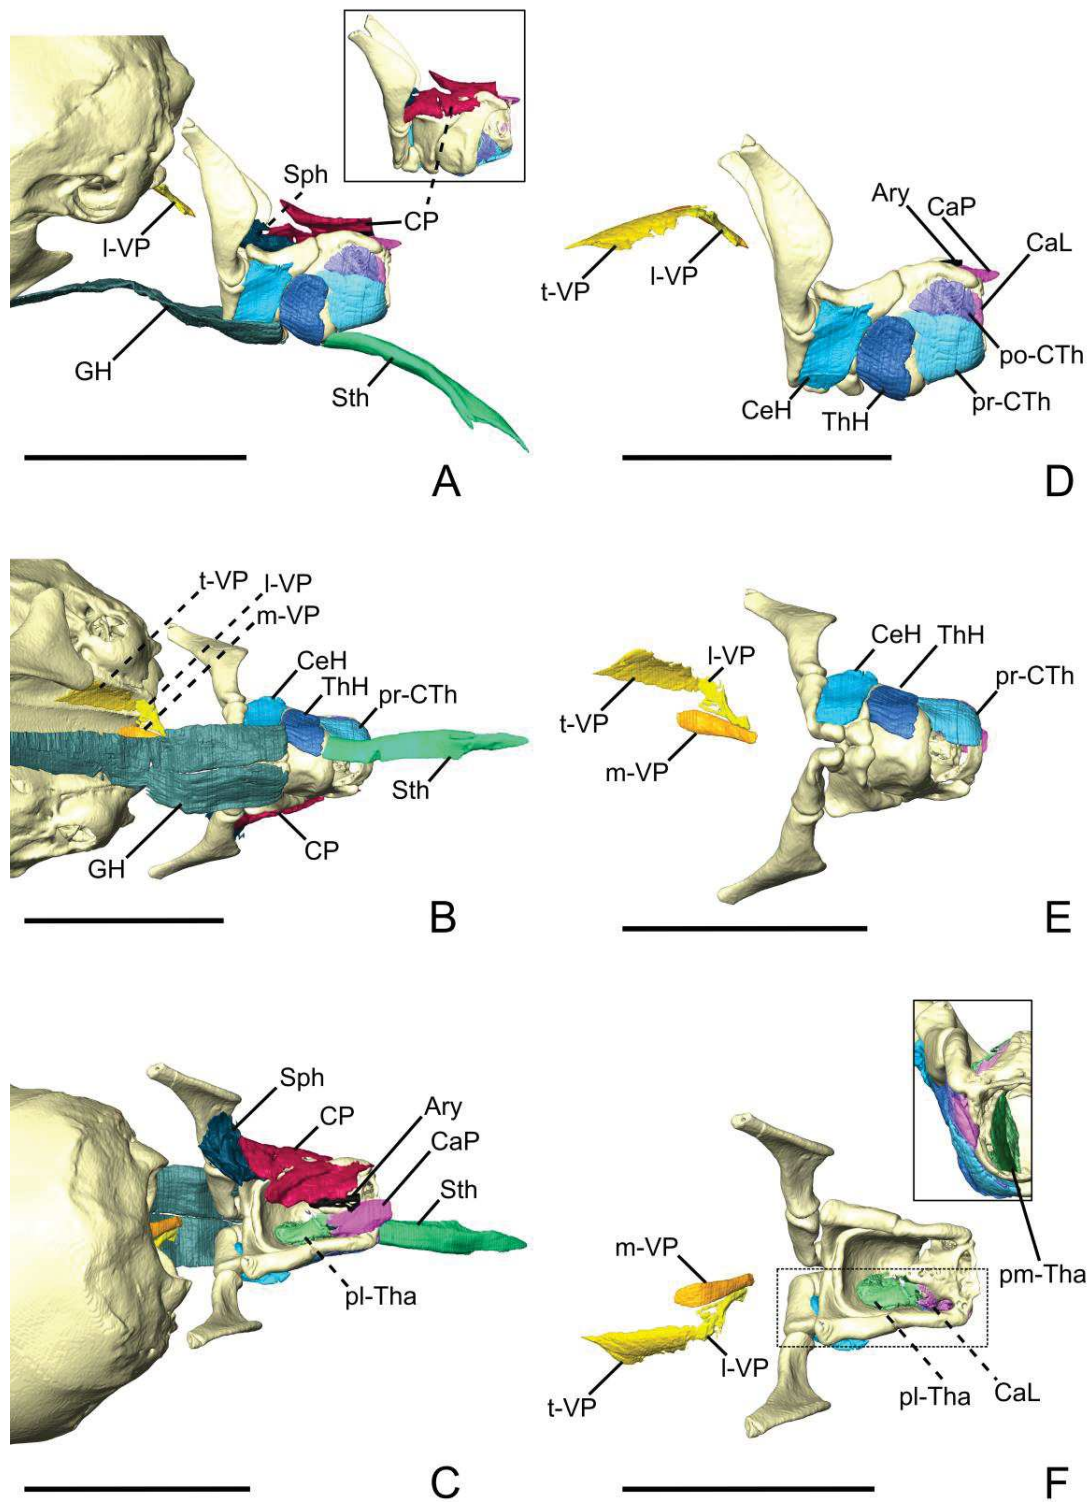 Sph
CP
l-VP
GH
Sth
A
Ary
CaP
CaL
t-VP
l-VP
po-CTh
pr-CTh
CeH
ThH
D
t-VP
l-VP
m-VP
CeH
ThH
pr-CTh
Sth
GH
CP
B
CeH
ThH
l-VP
pr-CTh
t-VP
m-VP
E
Sph
CP
Ary
CaP
Sth
pl-Tha
C
m-VP
pm-Tha
l-VP
t-VP
pl-Tha
CaL
F